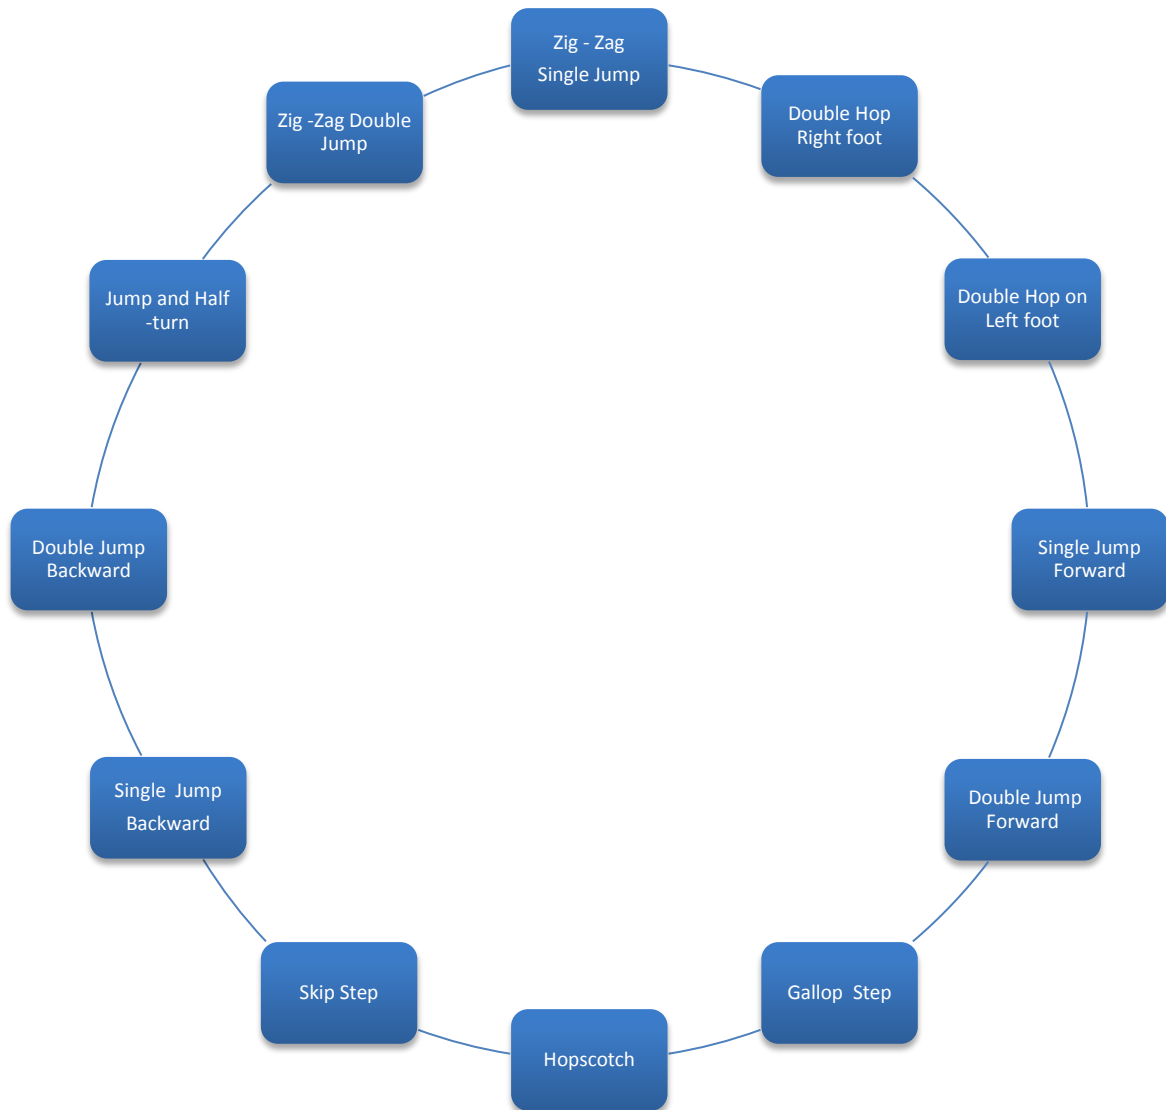 Zig - Zag
Single Jump
Double Hop
Right foot
Double Hop on
Left foot
Single Jump
Forward
Double Jump
Forward
Gallop Step
Hopscotch
Skip Step
Single Jump
Backward
Double Jump
Backward
Jump and Half
-turn
Zig -Zag Double
Jump